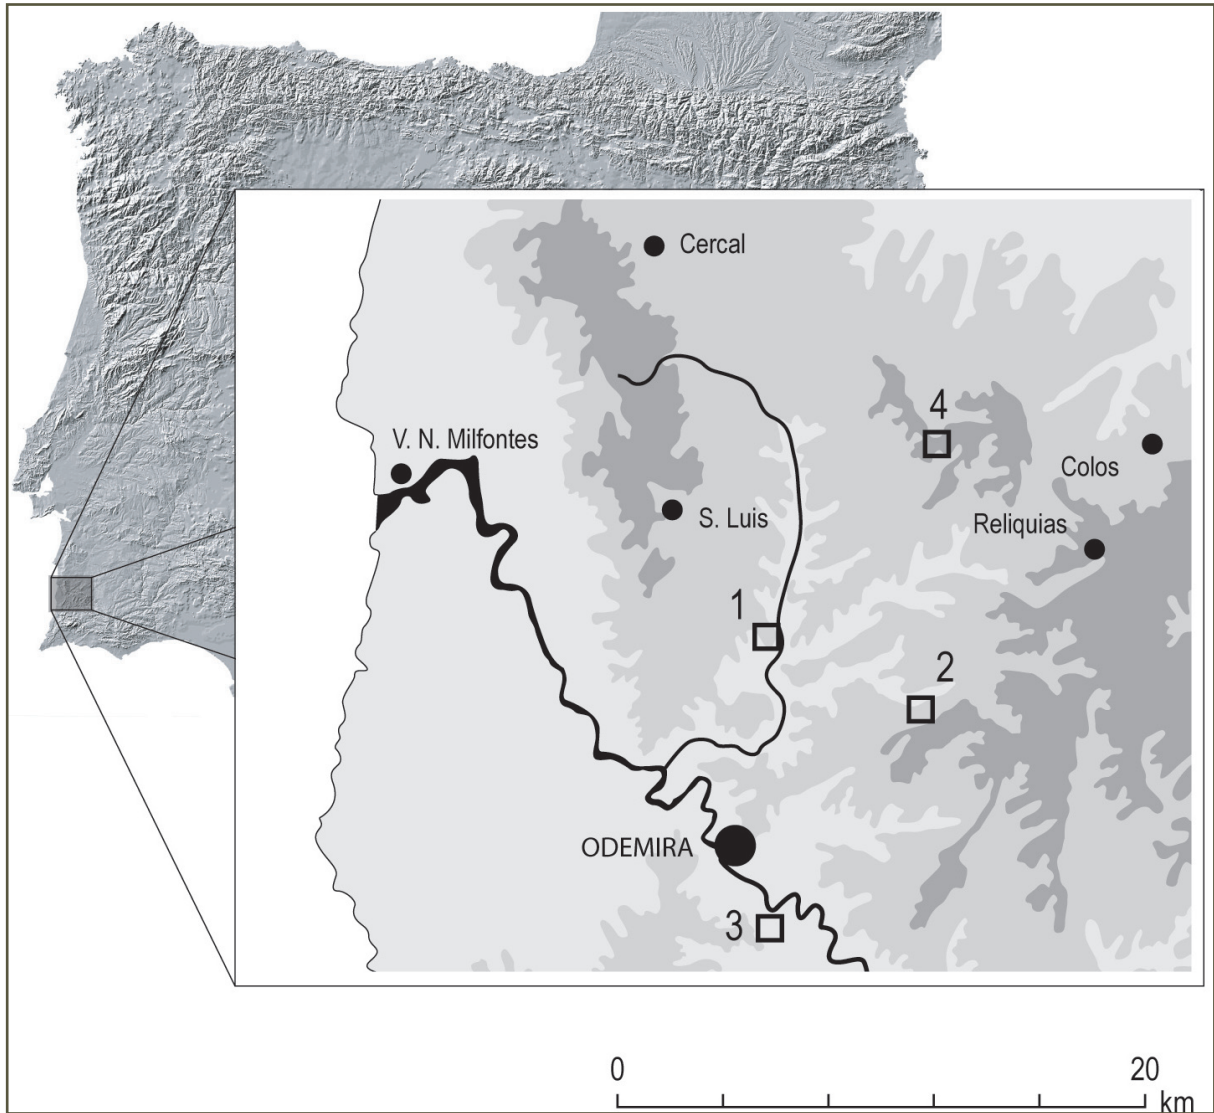 Cercal
4
V. N. Milfontes
Colos
S. Luis
Reliquias
1
2
ODEMIRA
3
0
20
km